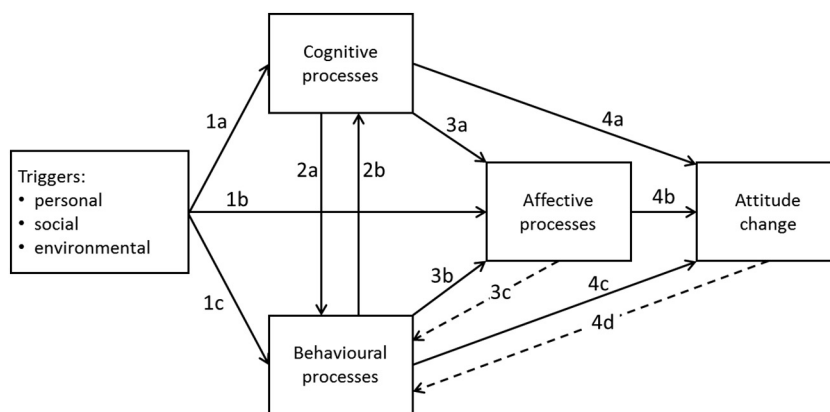 Cognitive
processes
1a
3a
4a
Triggers:
• personal
• social
• environmental
2a
2b
1b
Affective
processes
4b
Attitude
change
1c
3b
3c
4c
4d
Behavioural
processes